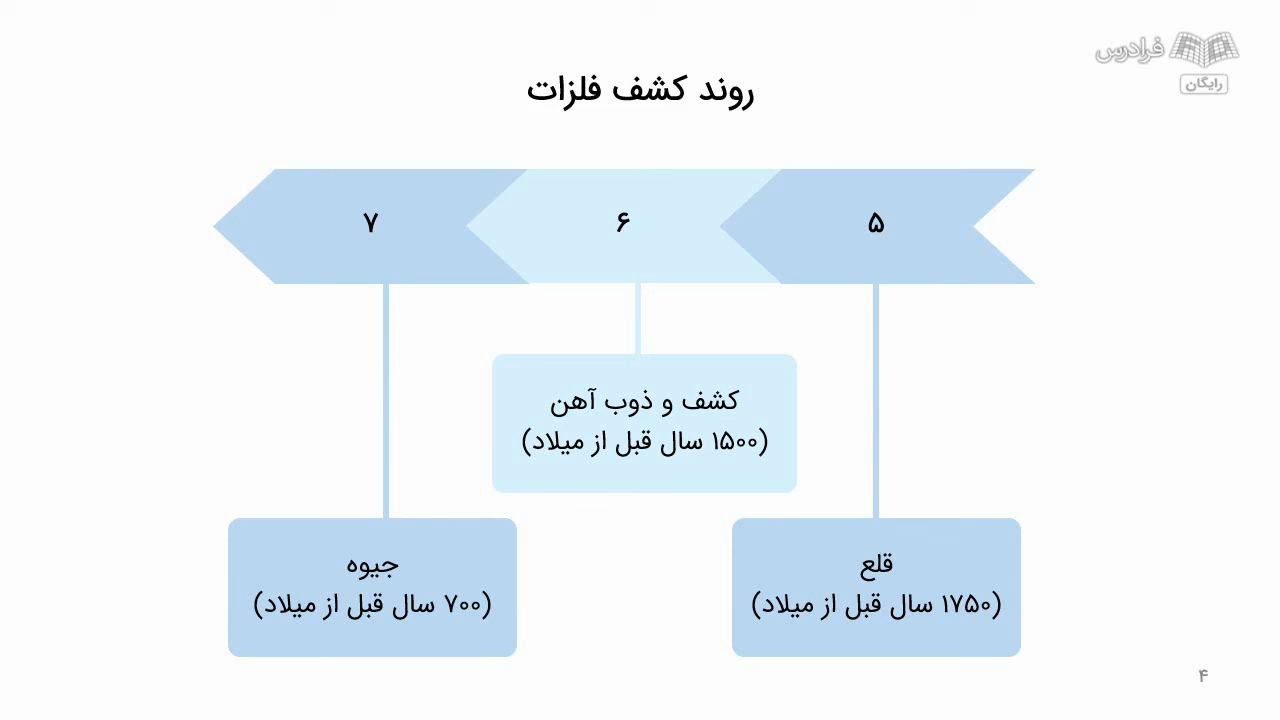 فرادرس
رایگان
روند کشف فلزات
۵
۶
۷
کشف و ذوب آهن
(۱۵۰۰ سال قبل از میلاد)
قلع
(۱۷۵۰ سال قبل از میلاد)
جیوه
(۷۰۰ سال قبل از میلاد)
۴